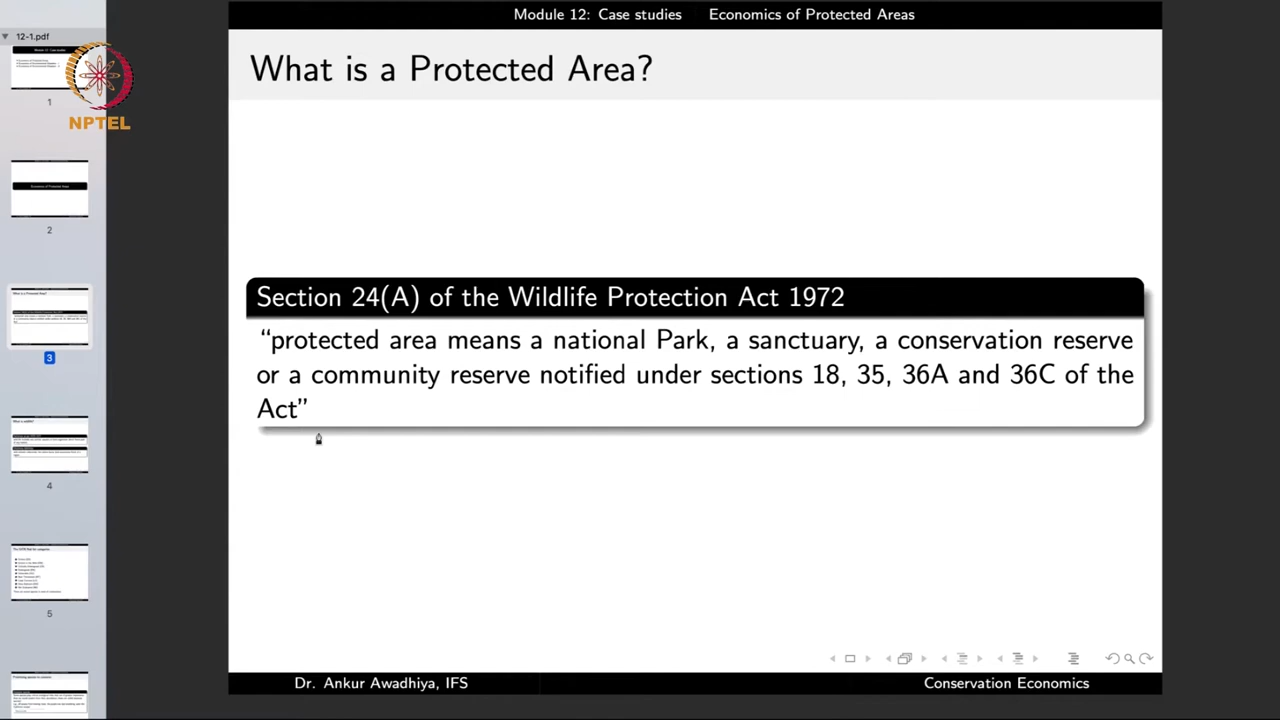 Module 12: Case studies Economics of Protected Areas
12-1.pdf
What is a Protected Area?
NPTEL
1
2
3
4
5
Section 24(A) of the Wildlife Protection Act 1972
“protected area means a national Park, a sanctuary, a conservation reserve
or a community reserve notified under sections 18, 35, 36A and 36C of the
Act”
Dr. Ankur Awadhiya, IFS Conservation Economics